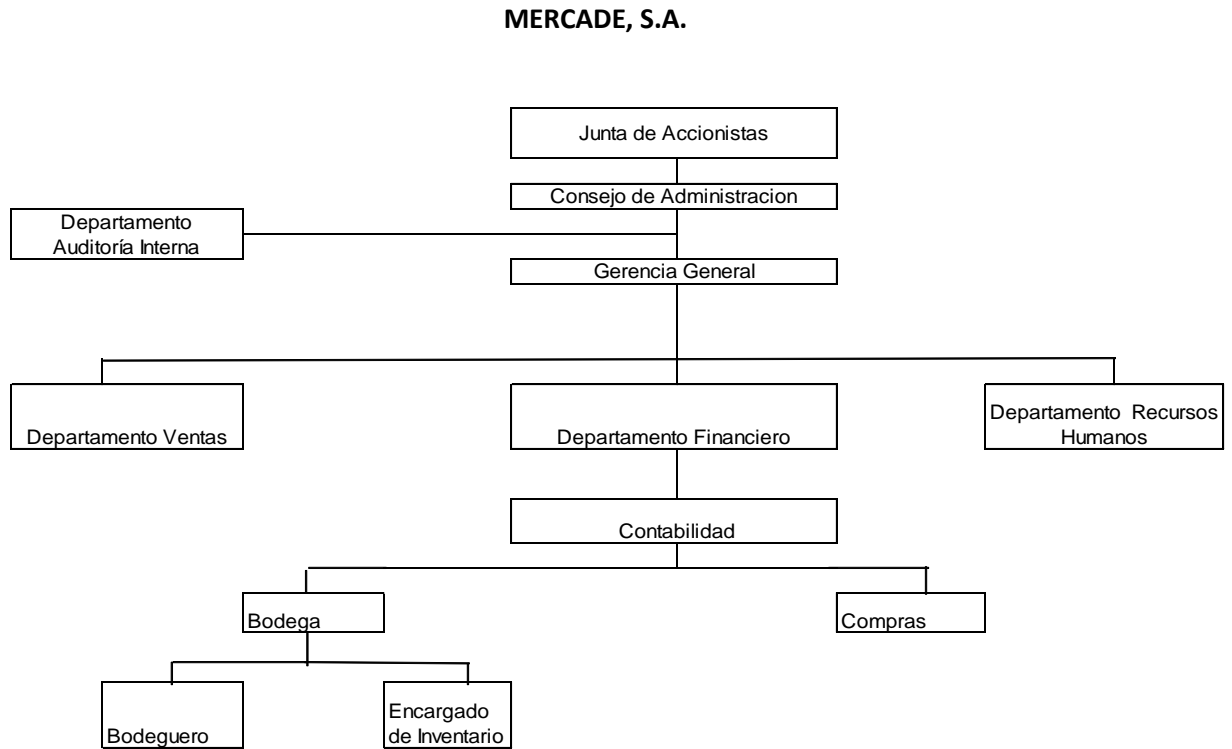 MERCADE, S.A.
Junta de Accionistas
Consejo de Administracion
Departamento
Auditoría Interna
Gerencia General
Departamento Ventas
Departamento Financiero
Departamento Recursos
Humanos
Contabilidad
Bodega
Compras
Bodeguero
Encargado
de Inventario